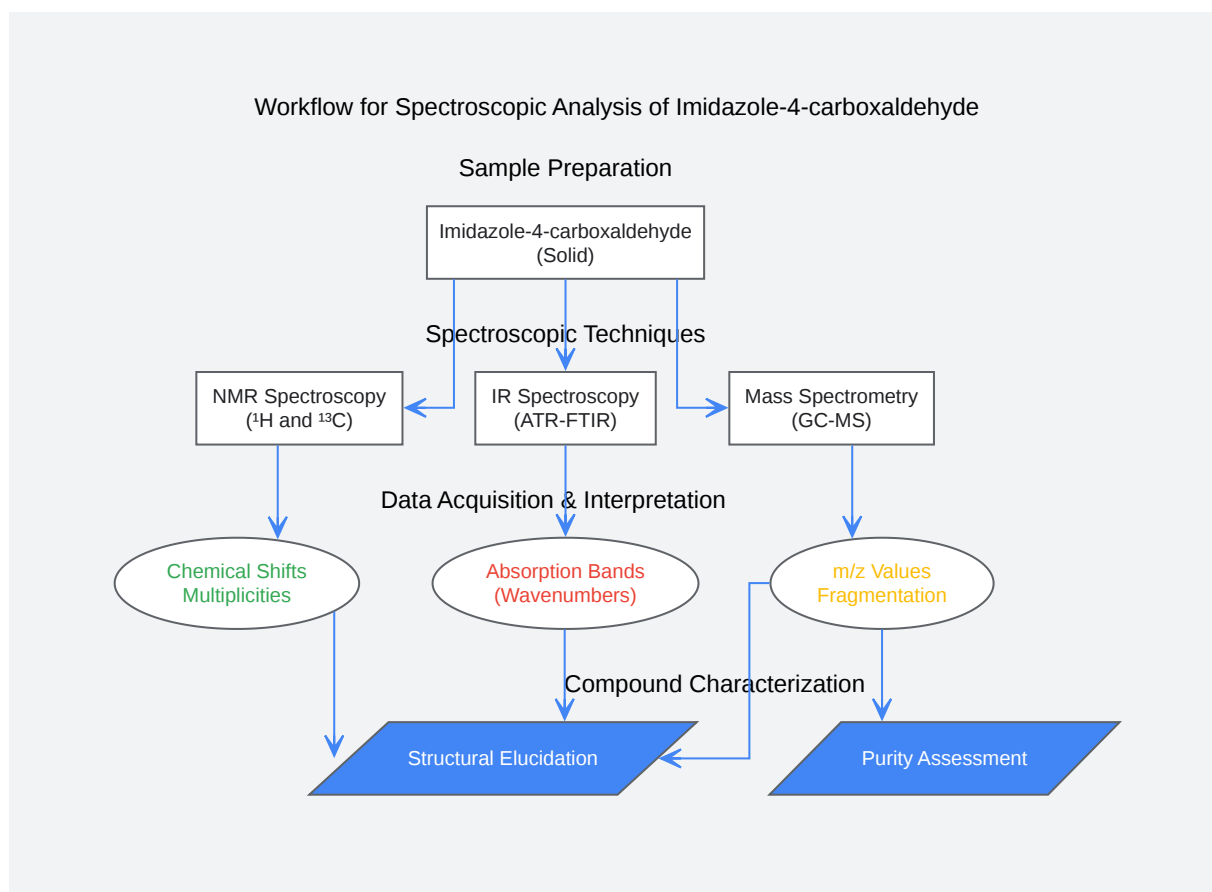 Workflow for Spectroscopic Analysis of Imidazole-4-carboxaldehyde
Sample Preparation
Imidazole-4-carboxaldehyde
(Solid)
Spectroscopic Techniques
NMR Spectroscopy
(¹H and ¹³C)
IR Spectroscopy
(ATR-FTIR)
Mass Spectrometry
(GC-MS)
Data Acquisition & Interpretation
Chemical Shifts
Multiplicities
Absorption Bands
(Wavenumbers)
m/z Values
Fragmentation
Compound Characterization
Structural Elucidation
Purity Assessment